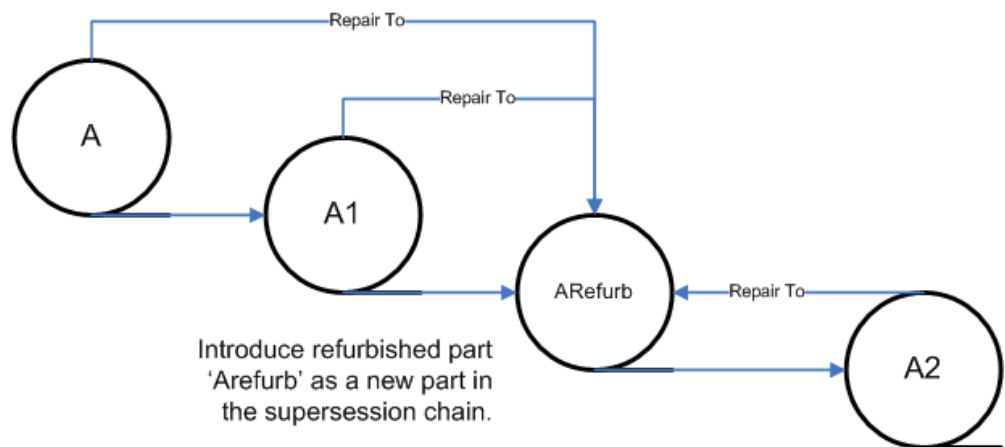 Repair To
A
Repair To
A1
ARefurb
Repair To
A2
Introduce refurbished part
'Arefurb' as a new part in
the supersession chain.